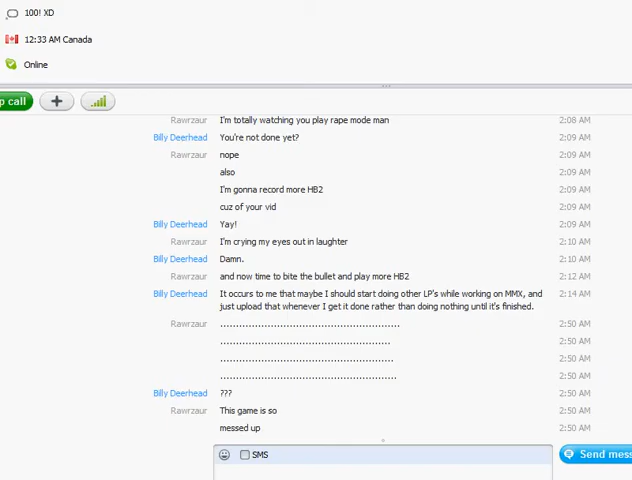 100! XD
12:33 AM Canada
Online
p call
Rawrzaur I'm totally watching you play rape mode man 2:08 AM
Billy Deerhead You're not done yet? 2:09 AM
Rawrzaur nope 2:09 AM
also 2:09 AM
I'm gonna record more HB2 2:09 AM
cuz of your vid 2:09 AM
Billy Deerhead Yay! 2:09 AM
Rawrzaur I'm crying my eyes out in laughter 2:10 AM
Billy Deerhead Damn. 2:10 AM
Rawrzaur and now time to bite the bullet and play more HB2 2:12 AM
Billy Deerhead It occurs to me that maybe I should start doing other LP's while working on MMX, and 2:14 AM
just upload that whenever I get it done rather than doing nothing until it's finished.
Rawrzaur ........................................................ 2:50 AM
..................................................... 2:50 AM
...................................................... 2:50 AM
....................................................... 2:50 AM
Billy Deerhead ??? 2:50 AM
Rawrzaur This game is so 2:50 AM
messed up 2:50 AM
SMS
Send mess